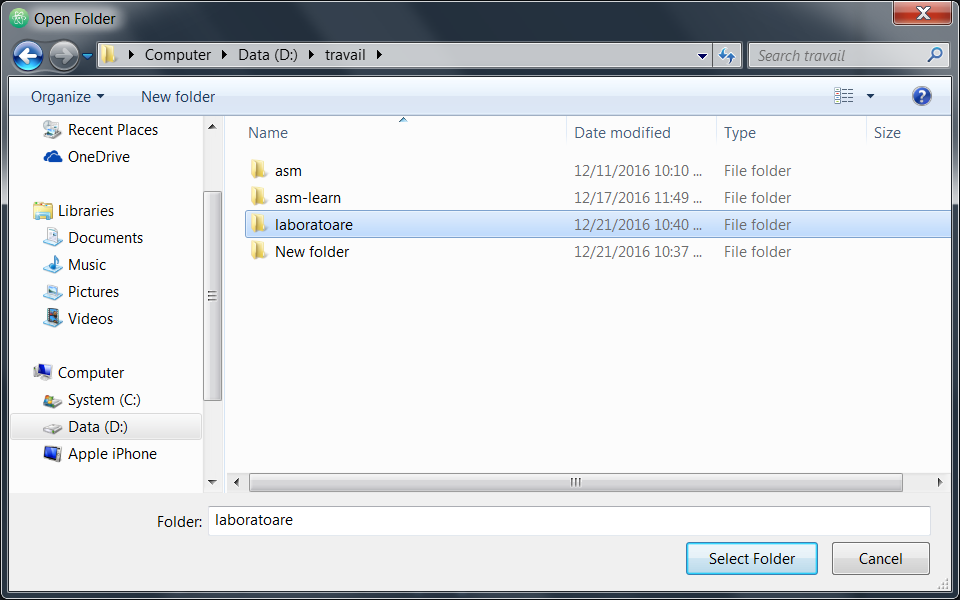 Open Folder
Computer Data (D:) travail
Search travail
Organize New folder
Recent Places
OneDrive
Libraries
Documents
Music
Pictures
Videos
Computer
System (C:)
Data (D:)
Apple iPhone
Name Date modified Type Size
asm 12/11/2016 10:10 ... File folder
asm-learn 12/17/2016 11:49 ... File folder
laboratoare 12/21/2016 10:40 ... File folder
New folder 12/21/2016 10:37 ... File folder
Folder: laboratoare
Select Folder Cancel